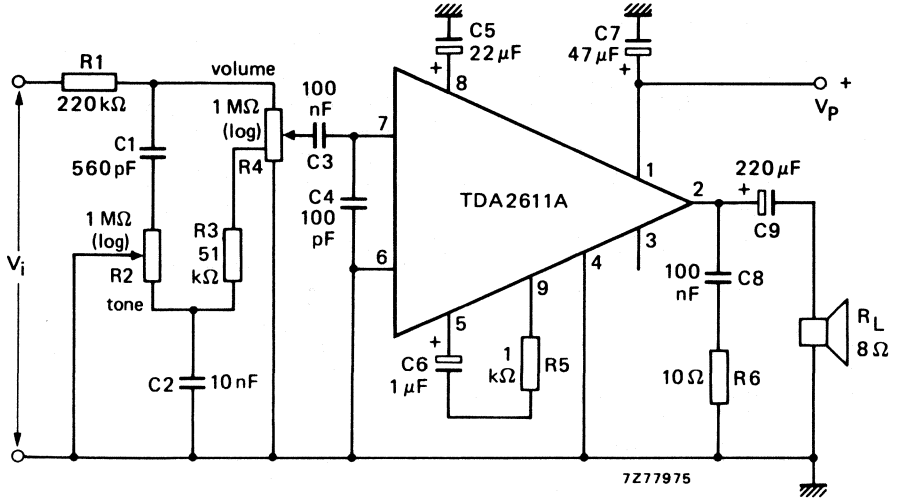 C5
22 μF
+
8
C7
47 μF
+
+
V_P
R1
220 kΩ
volume
1 MΩ
(log)
R4
100
nF
C3
7
1
C1
560 pF
C4
100
pF
TDA2611A
2
220 μF
+
C9
1 MΩ
(log)
R2
tone
R3
51
kΩ
6
3
4
V_i
9
5
100
nF
C8
R_L
8 Ω
+
C6
1 μF
1
kΩ
R5
10 Ω
R6
C2
10 nF
7Z77975